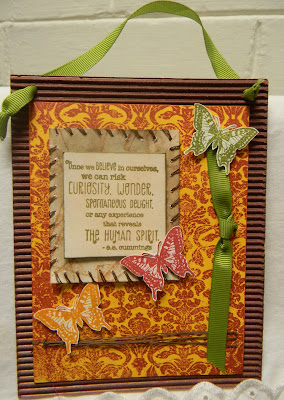 Once we BELIEVE in ourselves,
we can risk
CURIOSITY, WONDER,
SPONTANEOUS DELIGHT,
or any experience
that reveals
THE HUMAN SPIRIT.
- e.e. cummings